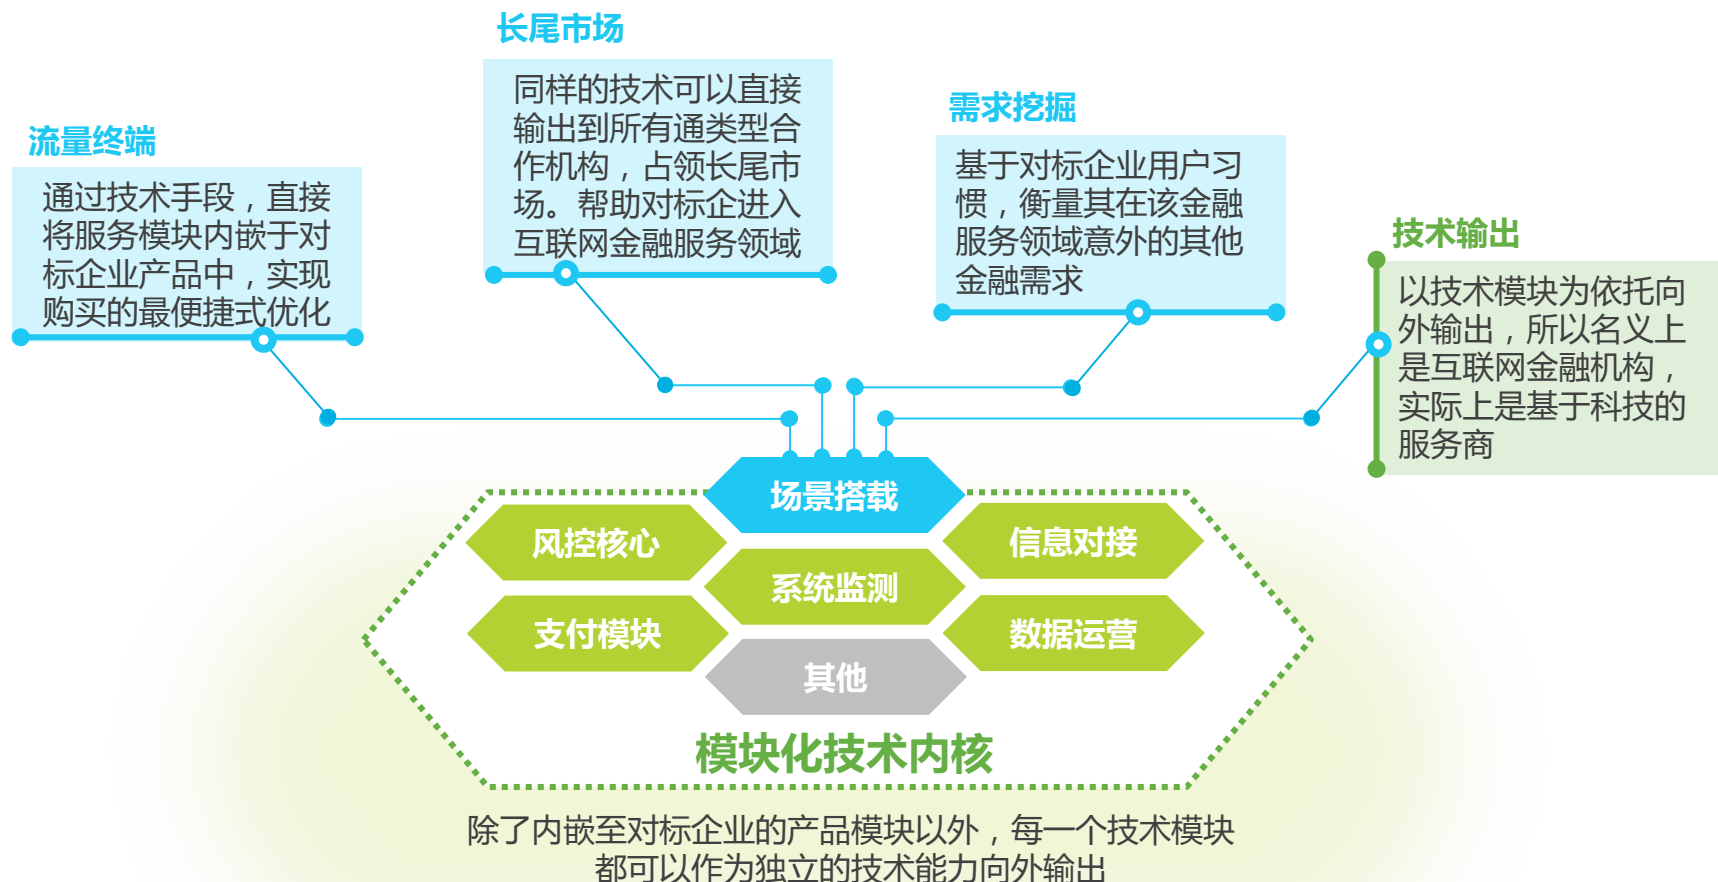 长尾市场
同样的技术可以直接
输出到所有通类型合
作机构，占领长尾市
场。帮助对标企进入
互联网金融服务领域
流量终端
通过技术手段，直接
将服务模块内嵌于对
标企业产品中，实现
购买的最便捷式优化
需求挖掘
基于对标企业用户习
惯，衡量其在该金融
服务领域意外的其他
金融需求
技术输出
以技术模块为依托向
外输出，所以名义上
是互联网金融机构，
实际上是基于科技的
服务商
场景搭载
风控核心
信息对接
系统监测
支付模块
数据运营
其他
模块化技术内核
除了内嵌至对标企业的产品模块以外，每一个技术模块
都可以作为独立的技术能力向外输出